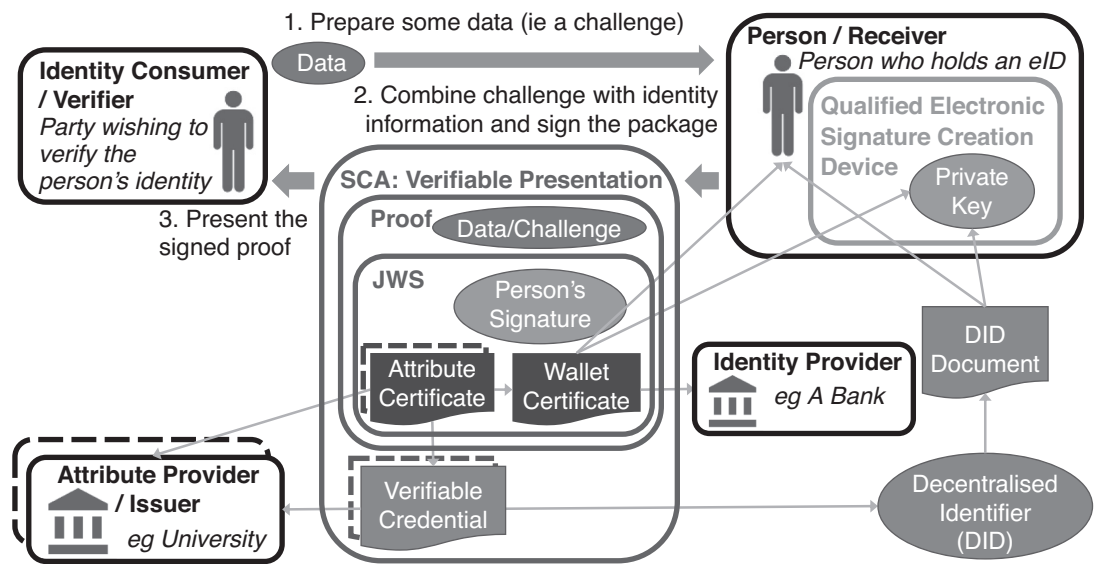 1. Prepare some data (ie a challenge)
Data
Identity Consumer
/ Verifier
Party wishing to
verify the
person's identity
Person / Receiver
Person who holds an eID
Qualified Electronic
Signature Creation
Device
Private
Key
2. Combine challenge with identity
information and sign the package
3. Present the
signed proof
SCA: Verifiable Presentation
Proof
Data/Challenge
JWS
Person's
Signature
Attribute
Certificate
Wallet
Certificate
Identity Provider
eg A Bank
DID
Document
Attribute Provider
/ Issuer
eg University
Verifiable
Credential
Decentralised
Identifier
(DID)